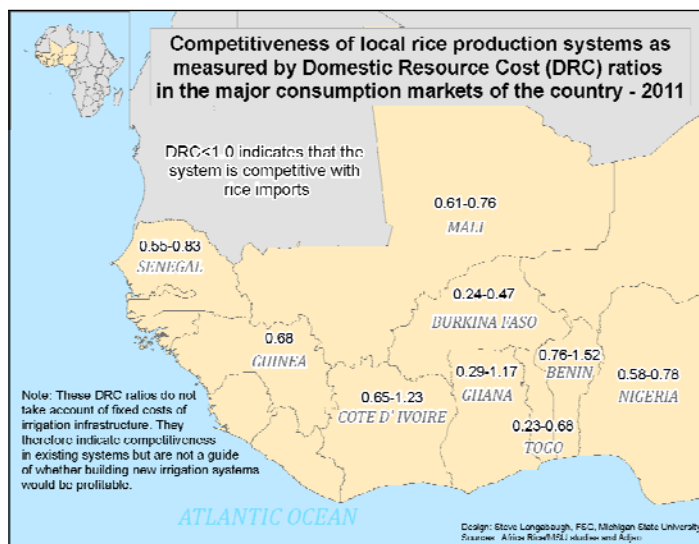 Competitiveness of local rice production systems as
measured by Domestic Resource Cost (DRC) ratios
in the major consumption markets of the country - 2011
DRC<1.0 indicates that the
system is competitive with
rice imports
0.61-0.76
MALI
0.55-0.83
SENEGAL
0.24-0.47
BURKINA FASO
0.68
GUINEA
0.76-1.52
BENIN
0.29-1.17
GHANA
0.58-0.78
NIGERIA
0.65-1.23
COTE D' IVOIRE
0.23-0.68
TOGO
Note: These DRC ratios do not
take account of fixed costs of
irrigation infrastructure. They
therefore indicate competitiveness
in existing systems but are not a guide
of whether building new irrigation systems
would be profitable.
ATLANTIC OCEAN
Design: Steve Longabaugh, FSG, Michigan State University
Sources: Africa Rice/MSU studies and Adjao